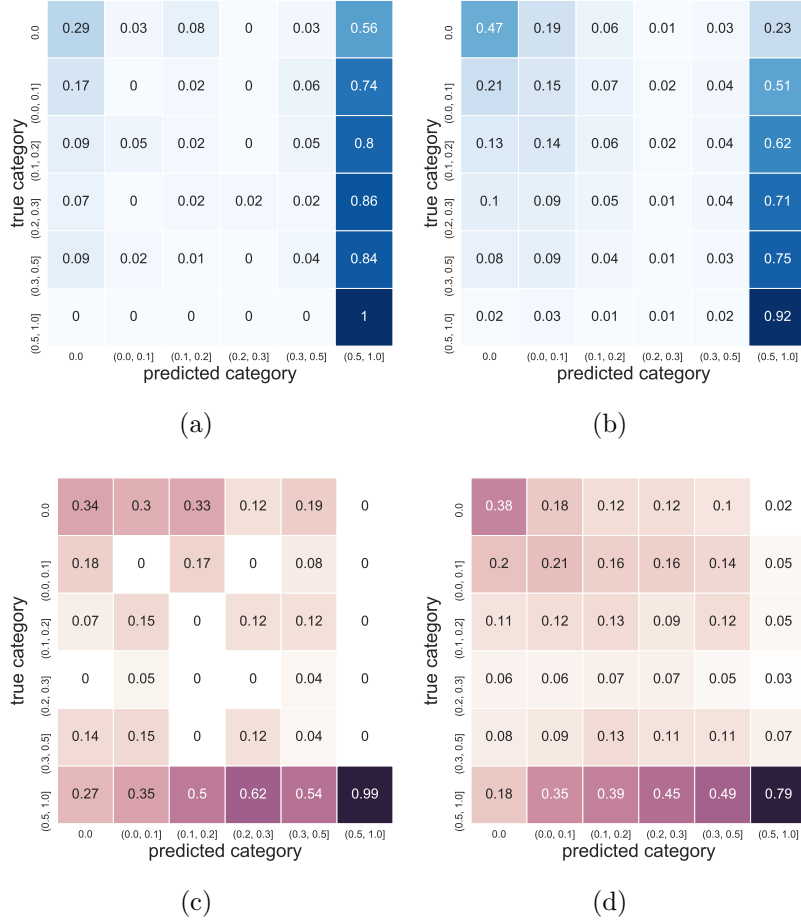 0.0 0.29 0.03 0.08 0 0.03 0.56
(0.0, 0.1] 0.17 0 0.02 0 0.06 0.74
(0.1, 0.2] 0.09 0.05 0.02 0 0.05 0.8
(0.2, 0.3] 0.07 0 0.02 0.02 0.02 0.86
(0.3, 0.5] 0.09 0.02 0.01 0 0.04 0.84
(0.5, 1.0] 0 0 0 0 0 1
true category
0.0 (0.0, 0.1] (0.1, 0.2] (0.2, 0.3] (0.3, 0.5] (0.5, 1.0]
predicted category
(a)
0.0 0.47 0.19 0.06 0.01 0.03 0.23
(0.0, 0.1] 0.21 0.15 0.07 0.02 0.04 0.51
(0.1, 0.2] 0.13 0.14 0.06 0.02 0.04 0.62
(0.2, 0.3] 0.1 0.09 0.05 0.01 0.04 0.71
(0.3, 0.5] 0.08 0.09 0.04 0.01 0.03 0.75
(0.5, 1.0] 0.02 0.03 0.01 0.01 0.02 0.92
true category
0.0 (0.0, 0.1] (0.1, 0.2] (0.2, 0.3] (0.3, 0.5] (0.5, 1.0]
predicted category
(b)
0.0 0.34 0.3 0.33 0.12 0.19 0
(0.0, 0.1] 0.18 0 0.17 0 0.08 0
(0.1, 0.2] 0.07 0.15 0 0.12 0.12 0
(0.2, 0.3] 0 0.05 0 0 0.04 0
(0.3, 0.5] 0.14 0.15 0 0.12 0.04 0
(0.5, 1.0] 0.27 0.35 0.5 0.62 0.54 0.99
true category
0.0 (0.0, 0.1] (0.1, 0.2] (0.2, 0.3] (0.3, 0.5] (0.5, 1.0]
predicted category
(c)
0.0 0.38 0.18 0.12 0.12 0.1 0.02
(0.0, 0.1] 0.2 0.21 0.16 0.16 0.14 0.05
(0.1, 0.2] 0.11 0.12 0.13 0.09 0.12 0.05
(0.2, 0.3] 0.06 0.06 0.07 0.07 0.05 0.03
(0.3, 0.5] 0.08 0.09 0.13 0.11 0.11 0.07
(0.5, 1.0] 0.18 0.35 0.39 0.45 0.49 0.79
true category
0.0 (0.0, 0.1] (0.1, 0.2] (0.2, 0.3] (0.3, 0.5] (0.5, 1.0]
predicted category
(d)